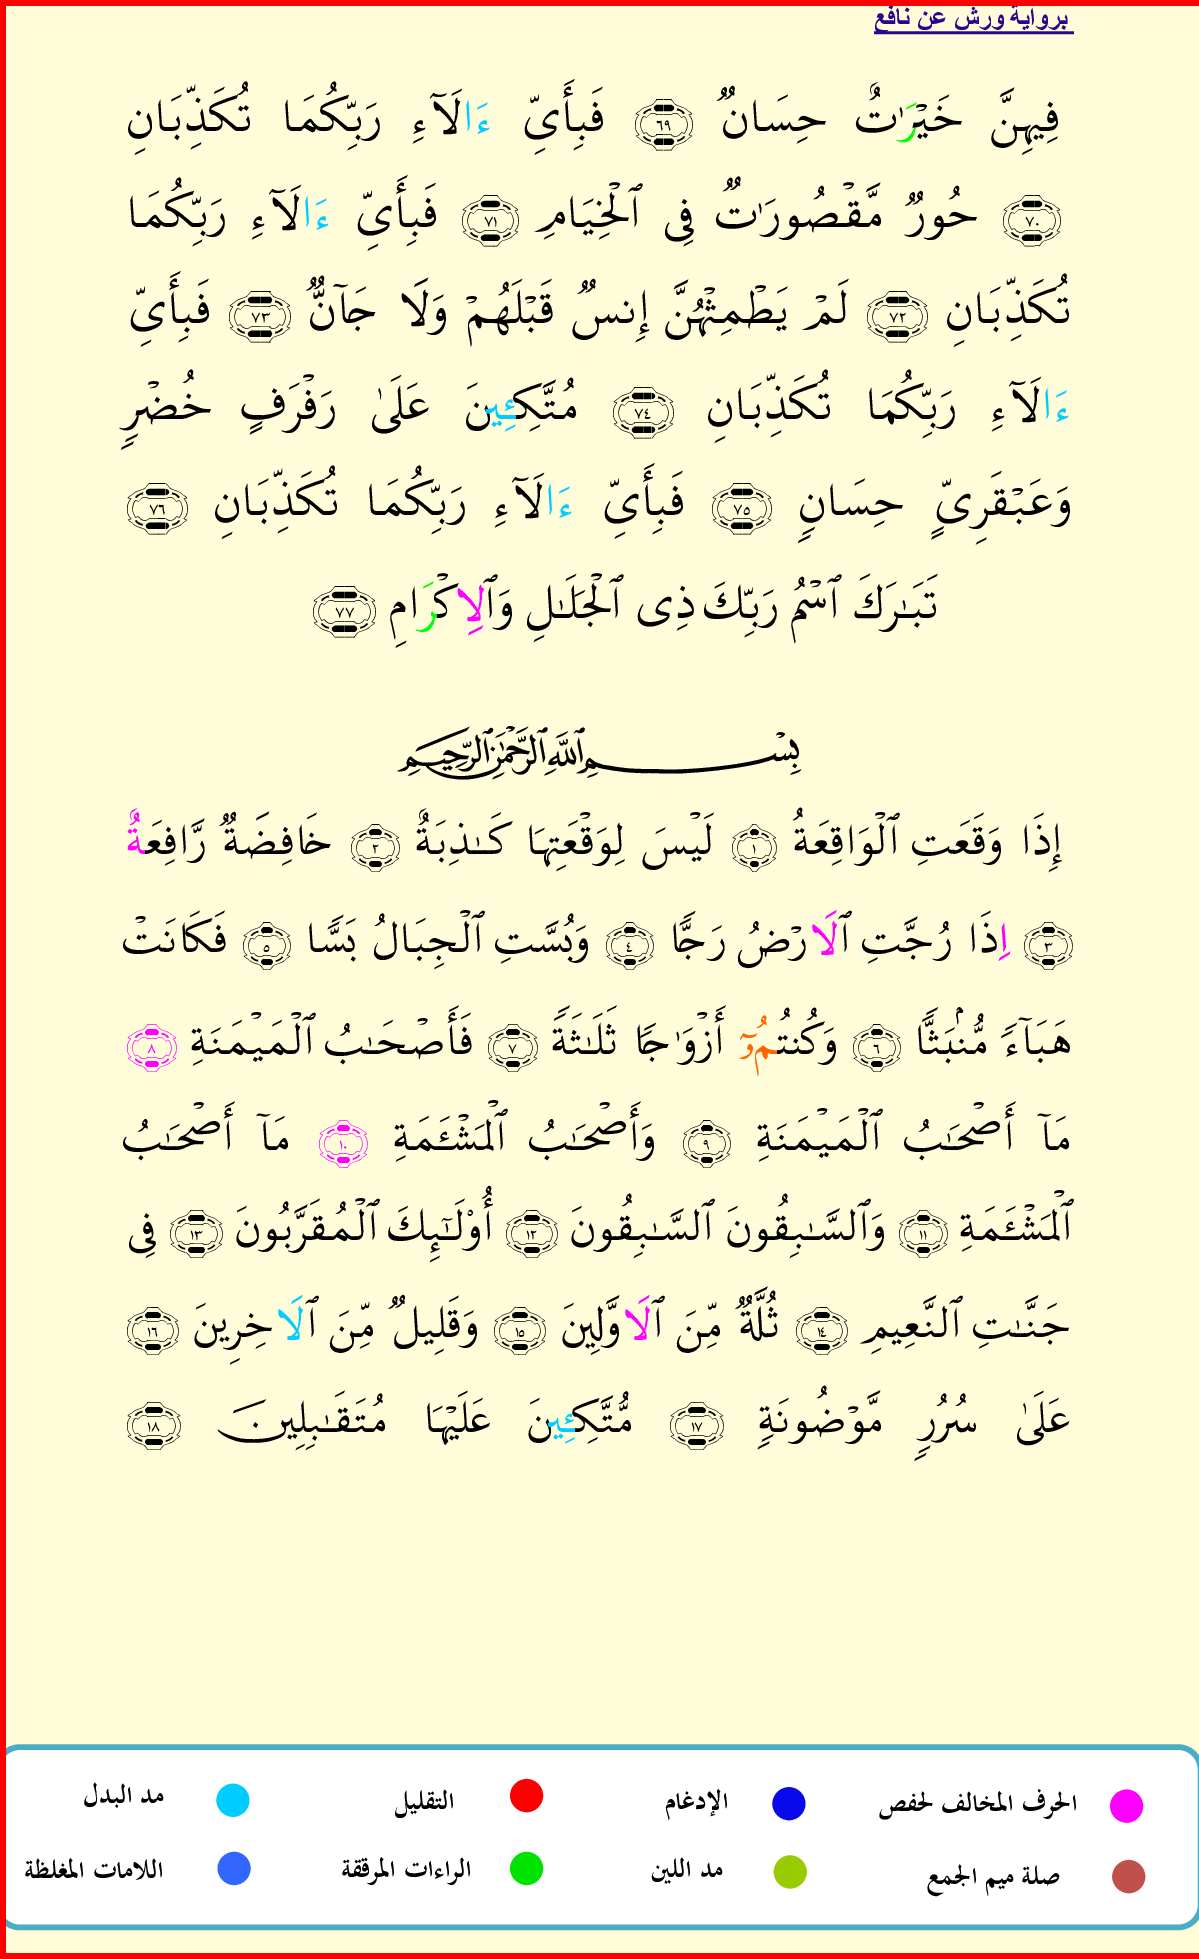 برواية ورش عن نافع
فِيهِنَّ خَيْرَٰتٌ حِسَانٞ ٦٩ فَبِأَيِّ ءَالَآءِ رَبِّكُمَا تُكَذِّبَانِ
٧٠ حُورٞ مَّقْصُورَٰتٞ فِي ٱلْخِيَامِ ٧١ فَبِأَيِّ ءَالَآءِ رَبِّكُمَا
تُكَذِّبَانِ ٧٢ لَمْ يَطْمِثْهُنَّ إِنسٞ قَبْلَهُمْ وَلَا جَآنّٞ ٧٣ فَبِأَيِّ
ءَالَآءِ رَبِّكُمَا تُكَذِّبَانِ ٧٤ مُتَّكِـِٔينَ عَلَىٰ رَفْرَفٍ خُضْرٖ
وَعَبْقَرِيٍّ حِسَانٖ ٧٥ فَبِأَيِّ ءَالَآءِ رَبِّكُمَا تُكَذِّبَانِ ٧٦
تَبَٰرَكَ ٱسْمُ رَبِّكَ ذِي ٱلْجَلَٰلِ وَٱلِاكْرَامِ ٧٧
بِسْمِ ٱللَّهِ ٱلرَّحْمَٰنِ ٱلرَّحِيمِ
إِذَا وَقَعَتِ ٱلْوَاقِعَةُ ١ لَيْسَ لِوَقْعَتِهَا كَٰذِبَةٌ ٢ خَافِضَةٞ رَّافِعَةٌ
٣ اِذَا رُجَّتِ ٱلَارْضُ رَجّٗا ٤ وَبُسَّتِ ٱلْجِبَالُ بَسّٗا ٥ فَكَانَتْ
هَبَآءٗ مُّنۢبَثّٗا ٦ وَكُنتُمُۥٓ أَزْوَٰجٗا ثَلَٰثَةٗ ٧ فَأَصْحَٰبُ ٱلْمَيْمَنَةِ ٨
مَآ أَصْحَٰبُ ٱلْمَيْمَنَةِ ٩ وَأَصْحَٰبُ ٱلْمَشْـَٔمَةِ ١٠ مَآ أَصْحَٰبُ
ٱلْمَشْـَٔمَةِ ١١ وَٱلسَّٰبِقُونَ ٱلسَّٰبِقُونَ ١٢ أُوْلَٰٓئِكَ ٱلْمُقَرَّبُونَ ١٣ فِي
جَنَّٰتِ ٱلنَّعِيمِ ١٤ ثُلَّةٞ مِّنَ ٱلَاوَّلِينَ ١٥ وَقَلِيلٞ مِّنَ ٱلَاخِرِينَ ١٦
عَلَىٰ سُرُرٖ مَّوْضُونَةٖ ١٧ مُّتَّكِـِٔينَ عَلَيْهَا مُتَقَٰبِلِينَ ١٨
الحرف المخالف لحفص الإدغام التقليل مد البدل
صلة ميم الجمع مد اللين الراءات المرققة اللامات المغلظة